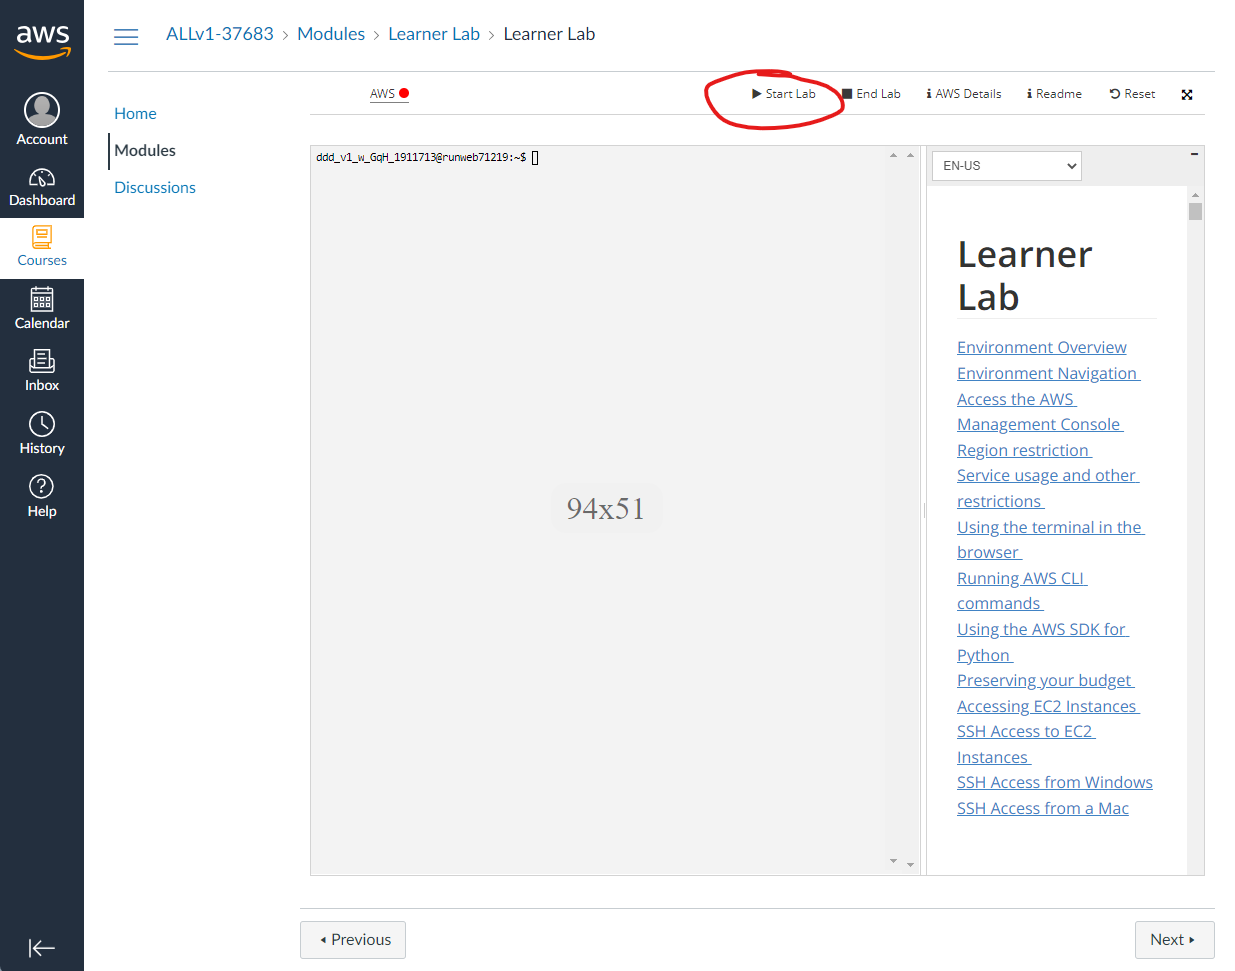 aws
ALLv1-37683 > Modules > Learner Lab > Learner Lab
AWS
Start Lab
End Lab
AWS Details
Readme
Reset
Account
Dashboard
Courses
Calendar
Inbox
History
Help
Home
Modules
Discussions
ddd_v1_w_GqH_1911713@runweb71219:~$
94x51
EN-US
Learner
Lab
Environment Overview
Environment Navigation
Access the AWS
Management Console
Region restriction
Service usage and other
restrictions
Using the terminal in the
browser
Running AWS CLI
commands
Using the AWS SDK for
Python
Preserving your budget
Accessing EC2 Instances
SSH Access to EC2
Instances
SSH Access from Windows
SSH Access from a Mac
Previous
Next